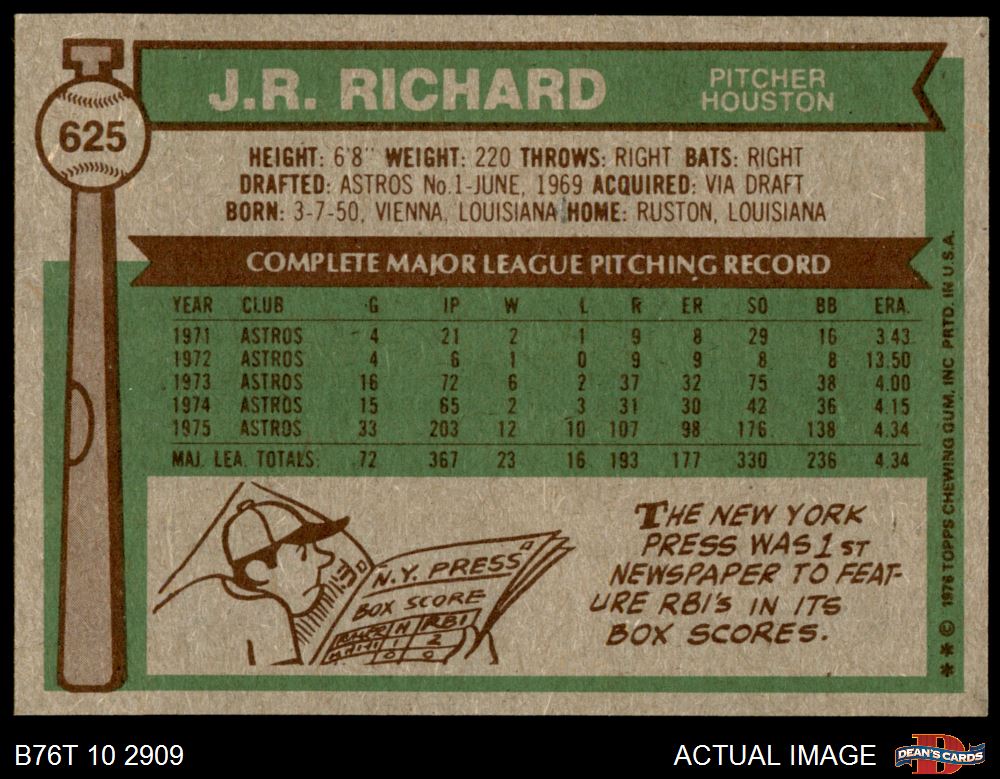 J.R. RICHARD
PITCHER
HOUSTON
625
HEIGHT: 6'8" WEIGHT: 220 THROWS: RIGHT BATS: RIGHT
DRAFTED: ASTROS No.1-JUNE, 1969 ACQUIRED: VIA DRAFT
BORN: 3-7-50, VIENNA, LOUISIANA HOME: RUSTON, LOUISIANA
COMPLETE MAJOR LEAGUE PITCHING RECORD
YEAR CLUB G IP W L R ER SO BB ERA.
1971 ASTROS 4 21 2 1 9 8 29 16 3.43
1972 ASTROS 4 6 1 0 9 9 8 8 13.50
1973 ASTROS 16 72 6 2 37 32 75 38 4.00
1974 ASTROS 15 65 2 3 31 30 42 36 4.15
1975 ASTROS 33 203 12 10 107 98 176 138 4.34
MAJ. LEA. TOTALS 72 367 23 16 193 177 330 236 4.34
N.Y. PRESS
BOX SCORE
H RBI
1 2
0 0
THE NEW YORK
PRESS WAS 1ST
NEWSPAPER TO FEAT-
URE RBI'S IN ITS
BOX SCORES.
** © 1976 TOPPS CHEWING GUM, INC PRTD. IN U.S.A.
B76T 10 2909
ACTUAL IMAGE
DEAN'S CARDS